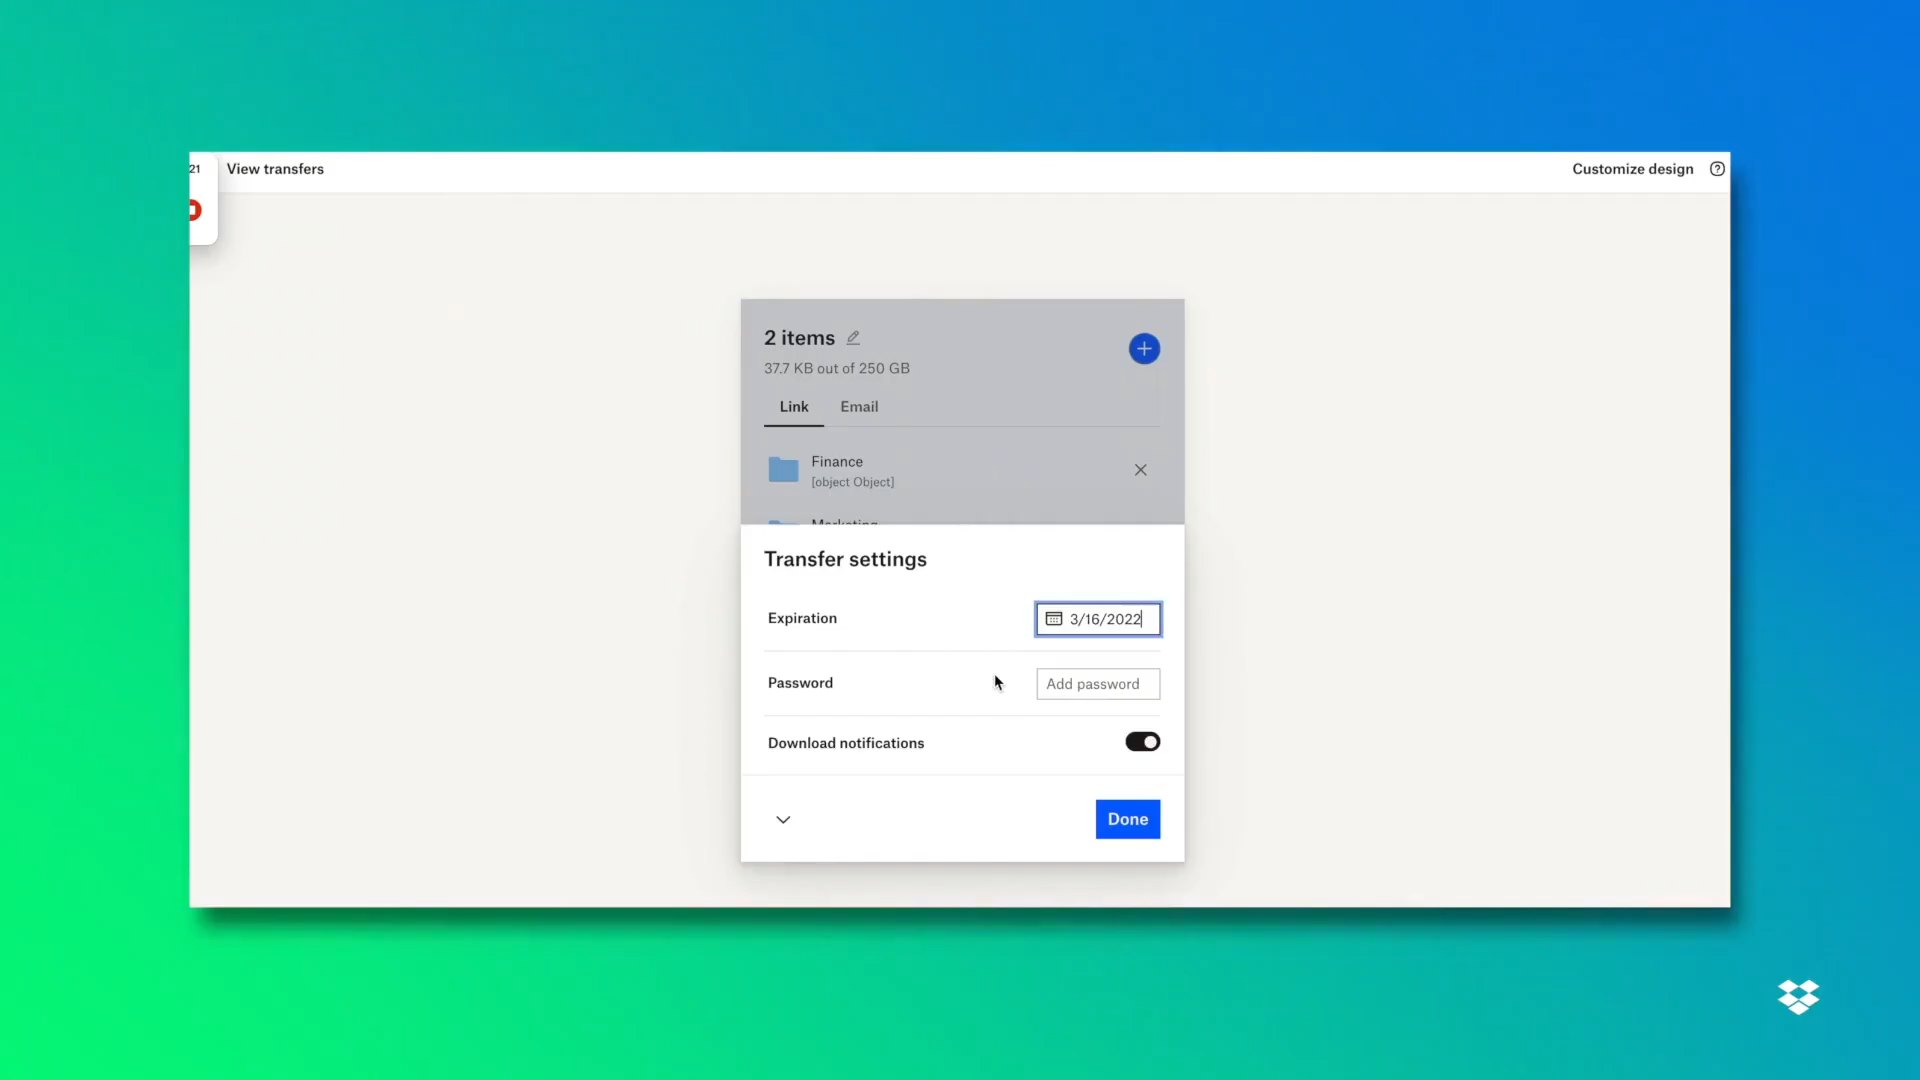 21
View transfers
Customize design
2 items
37.7 KB out of 250 GB
Link
Email
Finance
[object Object]
Marketing
Transfer settings
Expiration
3/16/2022
Password
Add password
Download notifications
Done